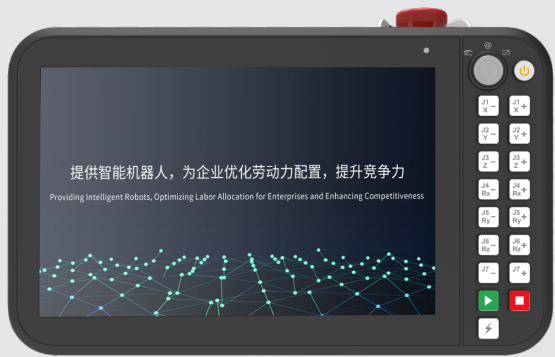 提供智能机器人，为企业优化劳动力配置，提升竞争力
Providing Intelligent Robots, Optimizing Labor Allocation for Enterprises and Enhancing Competitiveness
J1 X − J1 X +
J2 Y − J2 Y +
J3 Z − J3 Z +
J4 Rx − J4 Rx +
J5 Ry − J5 Ry +
J6 Rz − J6 Rz +
J7 − J7 +